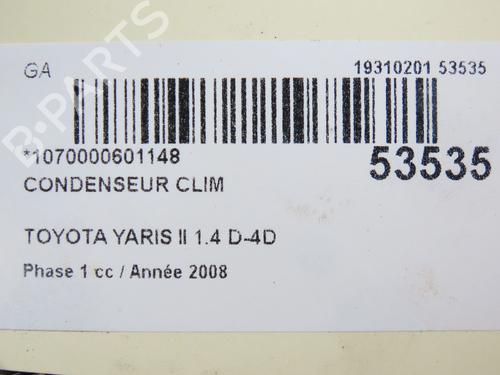 GA 19310201 53535
*1070000601148 53535
CONDENSEUR CLIM
TOYOTA YARIS II 1.4 D-4D
Phase 1 cc / Année 2008
B-PARTS